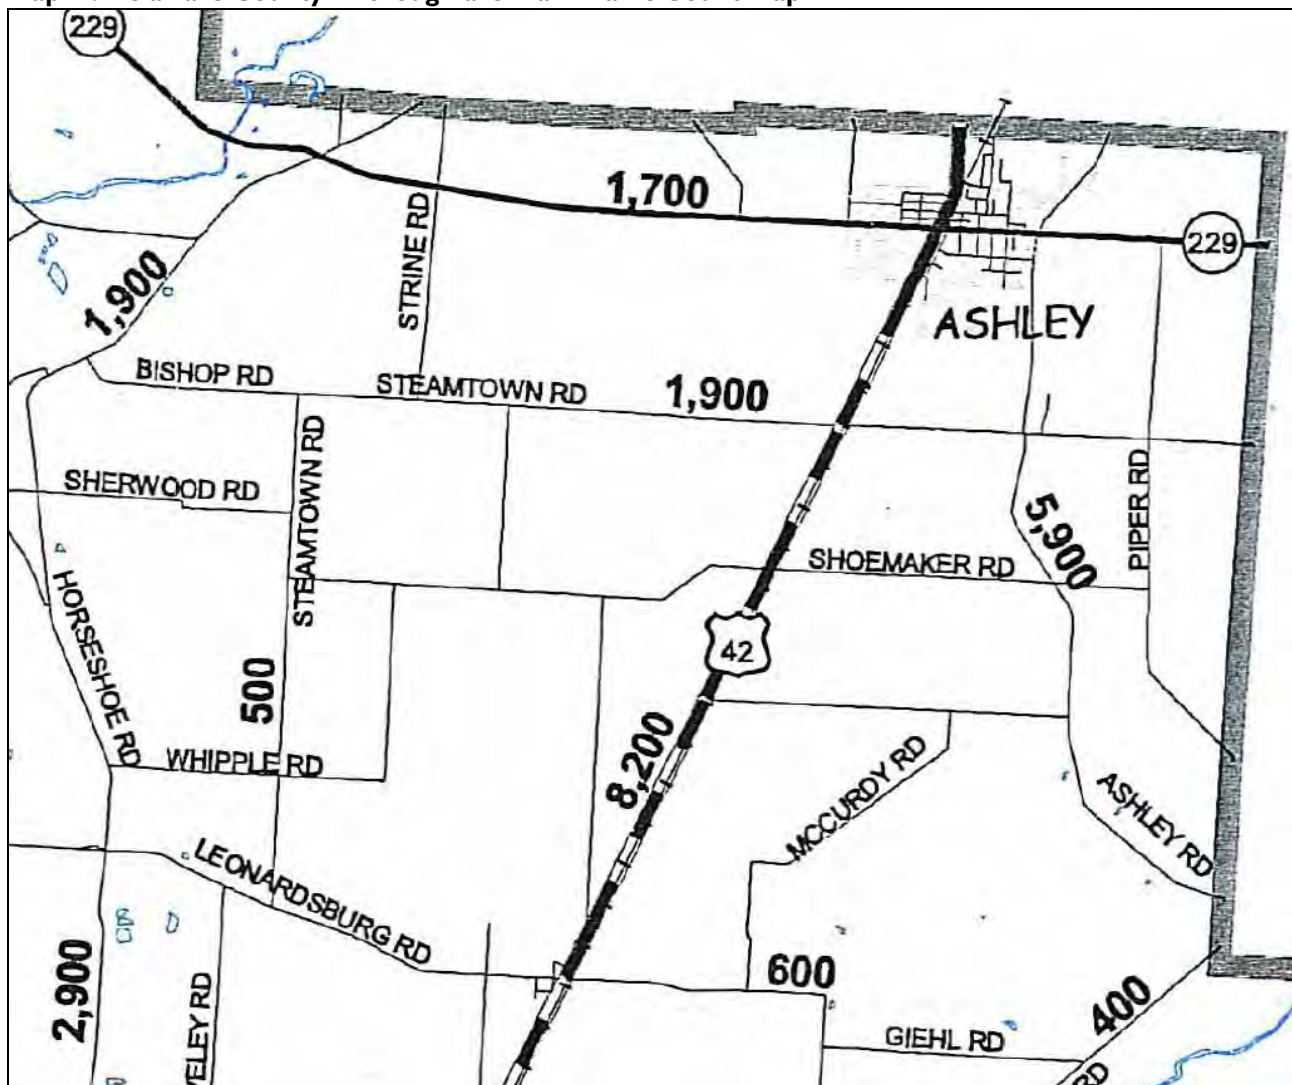 229
1,700
STRINE RD
229
1,900
ASHLEY
BISHOP RD
STEAMTOWN RD
1,900
SHERWOOD RD
STEAMTOWN RD
5,900
PIPER RD
SHOEMAKER RD
HORSESHOE RD
42
500
WHIPPLE RD
8,200
MCCURDY RD
ASHLEY RD
LEONARDSBURG RD
600
2,900
400
GIEHL RD
RD